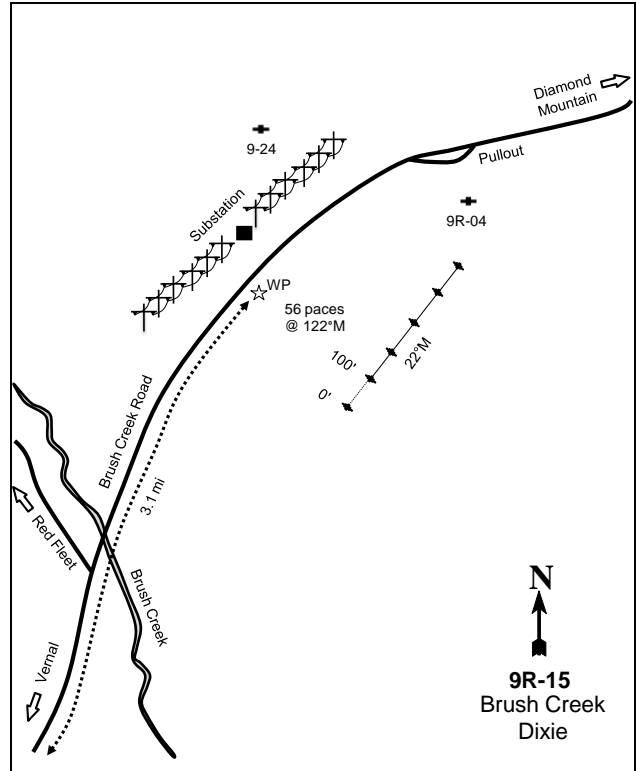 Diamond
Mountain
9-24
Pullout
Substation
9R-04
WP
56 paces
@ 122°M
22°M
100'
0'
Brush Creek Road
3.1 mi
Red Fleet
Brush Creek
Vernal
N
9R-15
Brush Creek
Dixie